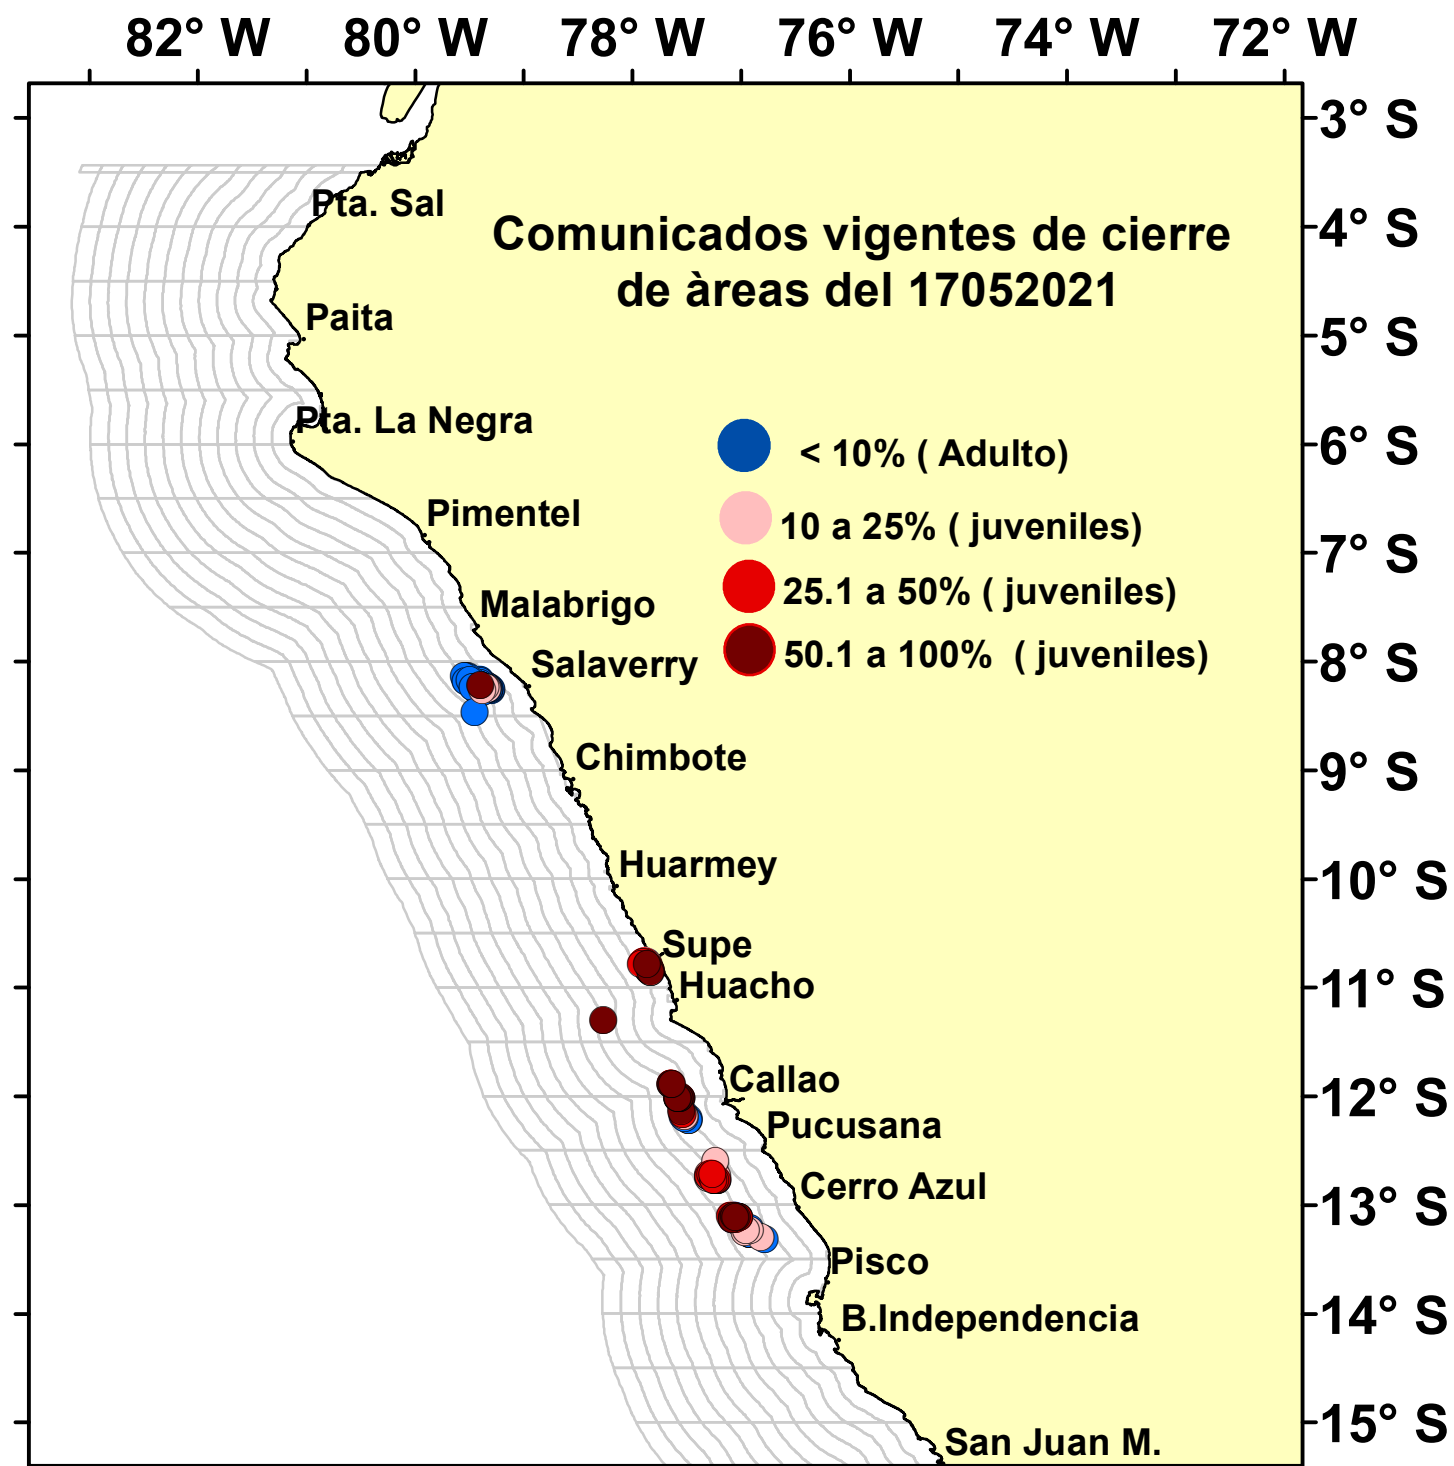 82° W 80° W 78° W 76° W 74° W 72° W
3° S
Pta. Sal
4° S
Comunicados vigentes de cierre
de àreas del 17052021
Paita
5° S
Pta. La Negra
6° S
< 10% ( Adulto)
Pimentel
10 a 25% ( juveniles)
7° S
25.1 a 50% ( juveniles)
Malabrigo
50.1 a 100% ( juveniles)
8° S
Salaverry
Chimbote
9° S
Huarmey
10° S
Supe
Huacho
11° S
Callao
12° S
Pucusana
Cerro Azul
13° S
Pisco
B.Independencia
14° S
15° S
San Juan M.